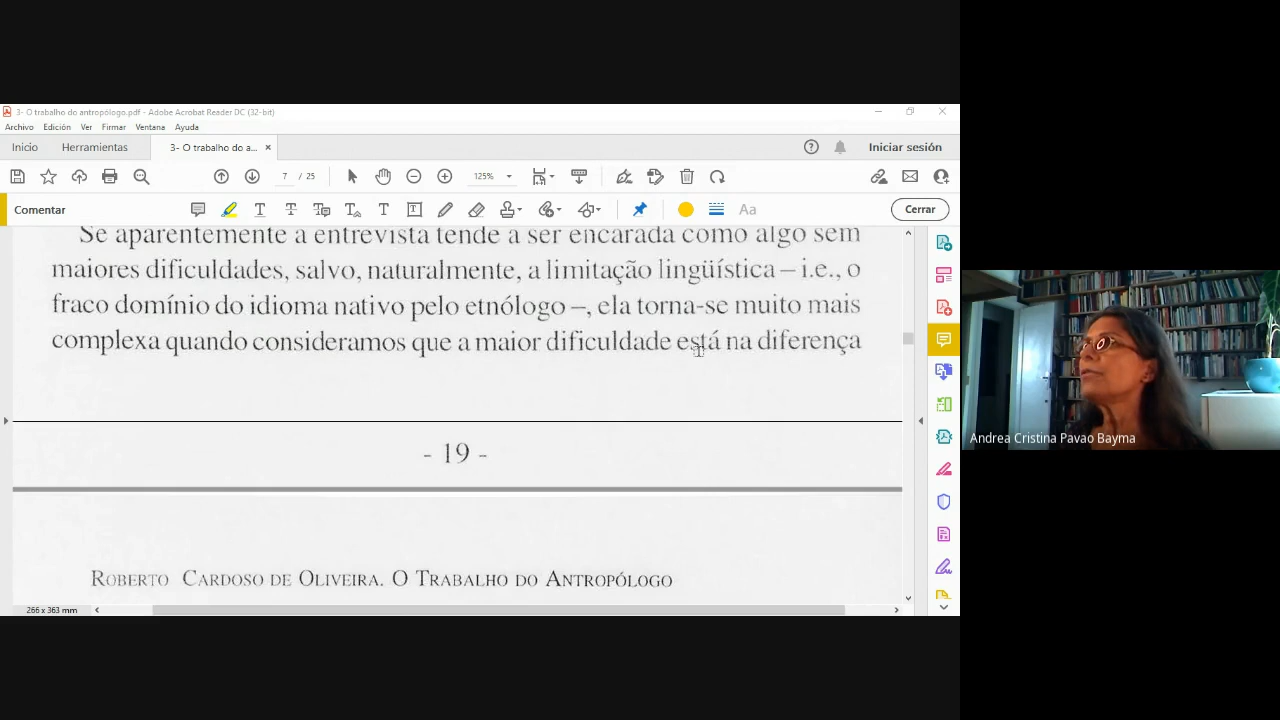 3- O trabalho do antropólogo.pdf - Adobe Acrobat Reader DC (32-bit)
Archivo Edición Ver Firmar Ventana Ayuda
Inicio Herramientas 3- O trabalho do a... × Iniciar sesión
7 / 25 125%
Comentar Aa Cerrar
Se aparentemente a entrevista tende a ser encarada como algo sem
maiores dificuldades, salvo, naturalmente, a limitação lingüística – i.e., o
fraco domínio do idioma nativo pelo etnólogo –, ela torna-se muito mais
complexa quando consideramos que a maior dificuldade está na diferença
- 19 -
ROBERTO CARDOSO DE OLIVEIRA. O TRABALHO DO ANTROPÓLOGO
266 x 363 mm
Andrea Cristina Pavao Bayma